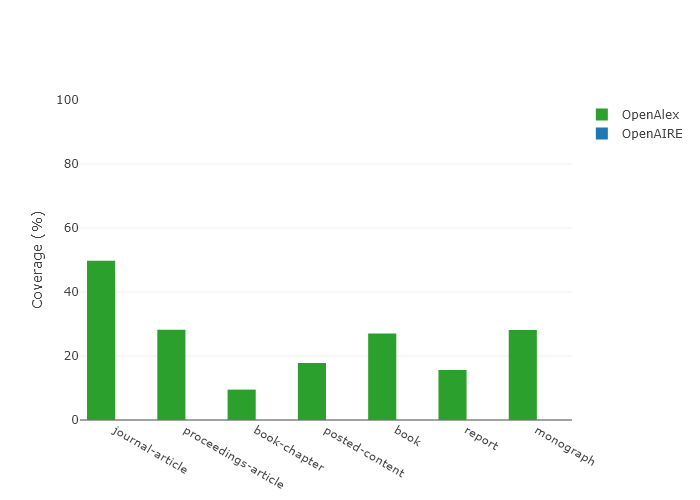 100
80
60
40
20
0
Coverage (%)
journal-article
proceedings-article
book-chapter
posted-content
book
report
monograph
OpenAlex
OpenAIRE